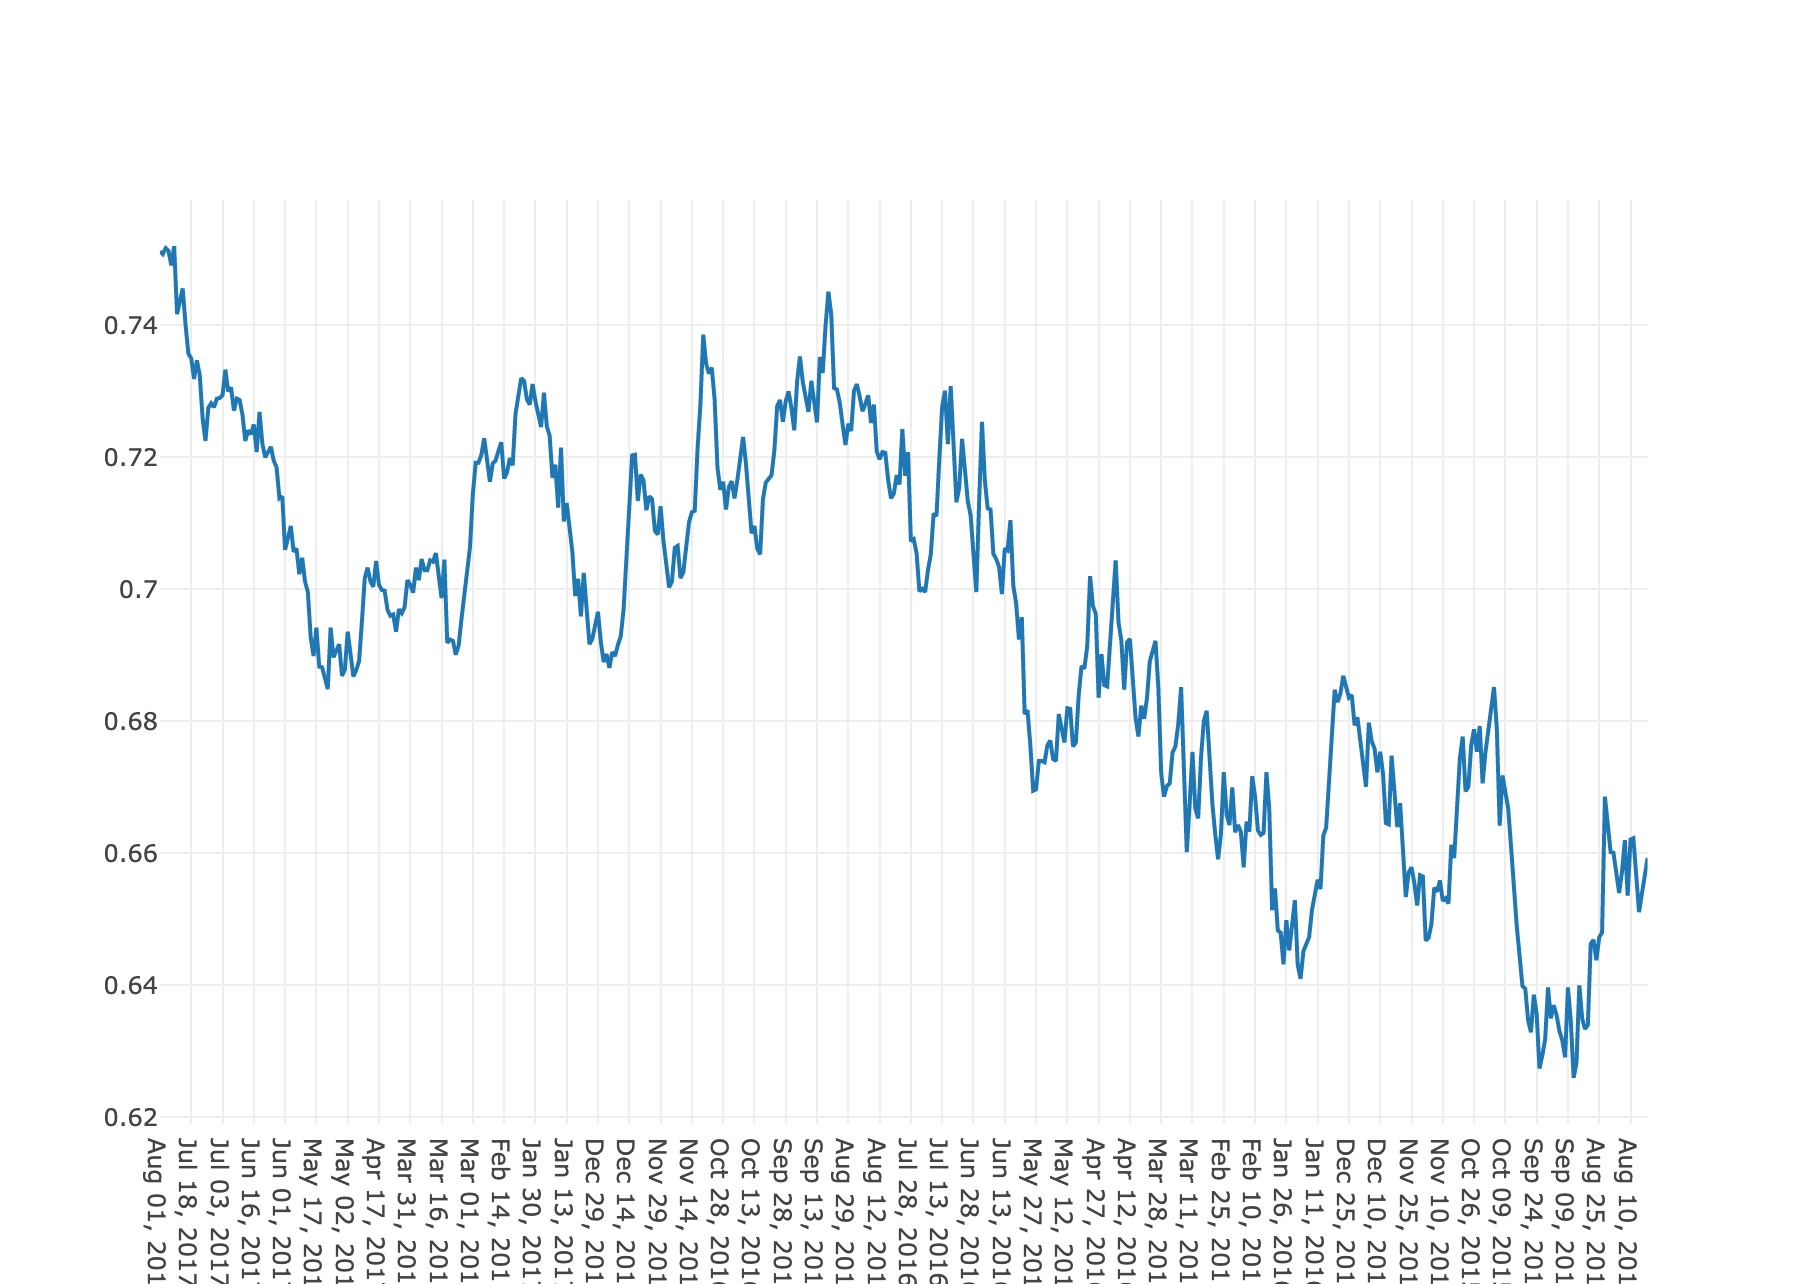 0.74
0.72
0.7
0.68
0.66
0.64
0.62
Aug 01, 201
Jul 18, 2017
Jul 03, 2017
Jun 16, 201
Jun 01, 201
May 17, 201
May 02, 201
Apr 17, 201
Mar 31, 201
Mar 16, 201
Mar 01, 201
Feb 14, 201
Jan 30, 201
Jan 13, 201
Dec 29, 201
Dec 14, 201
Nov 29, 201
Nov 14, 201
Oct 28, 201
Oct 13, 201
Sep 28, 201
Sep 13, 201
Aug 29, 201
Aug 12, 201
Jul 28, 2016
Jul 13, 2016
Jun 28, 201
Jun 13, 201
May 27, 201
May 12, 201
Apr 27, 201
Apr 12, 201
Mar 28, 201
Mar 11, 201
Feb 25, 201
Feb 10, 201
Jan 26, 201
Jan 11, 201
Dec 25, 201
Dec 10, 201
Nov 25, 201
Nov 10, 201
Oct 26, 201
Oct 09, 201
Sep 24, 201
Sep 09, 201
Aug 25, 201
Aug 10, 201